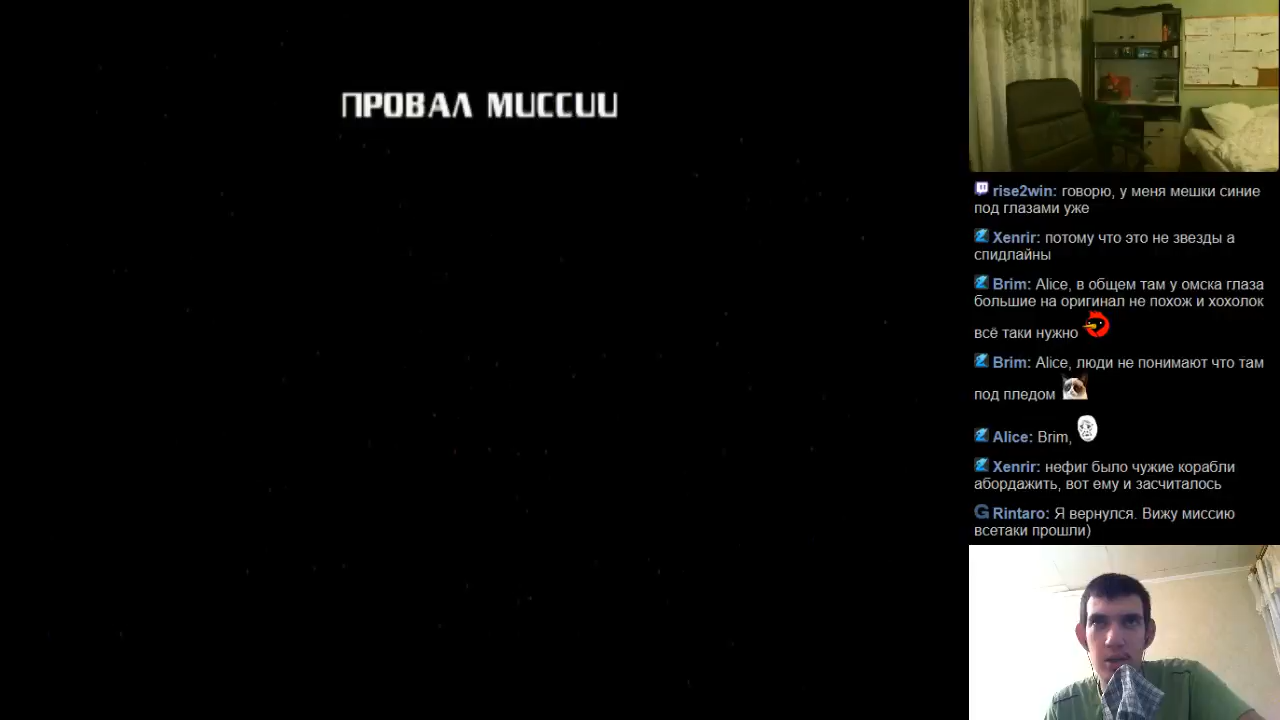 ПРОВАЛ МИССИИ
rise2win: говорю, у меня мешки синие
под глазами уже
Xenrir: потому что это не звезды а
спидлайны
Brim: Alice, в общем там у омска глаза
большие на оригинал не похож и хохолок
всё таки нужно
Brim: Alice, люди не понимают что там
под пледом
Alice: Brim,
Xenrir: нефиг было чужие корабли
абордажить, вот ему и засчиталось
Rintaro: Я вернулся. Вижу миссию
всетаки прошли)